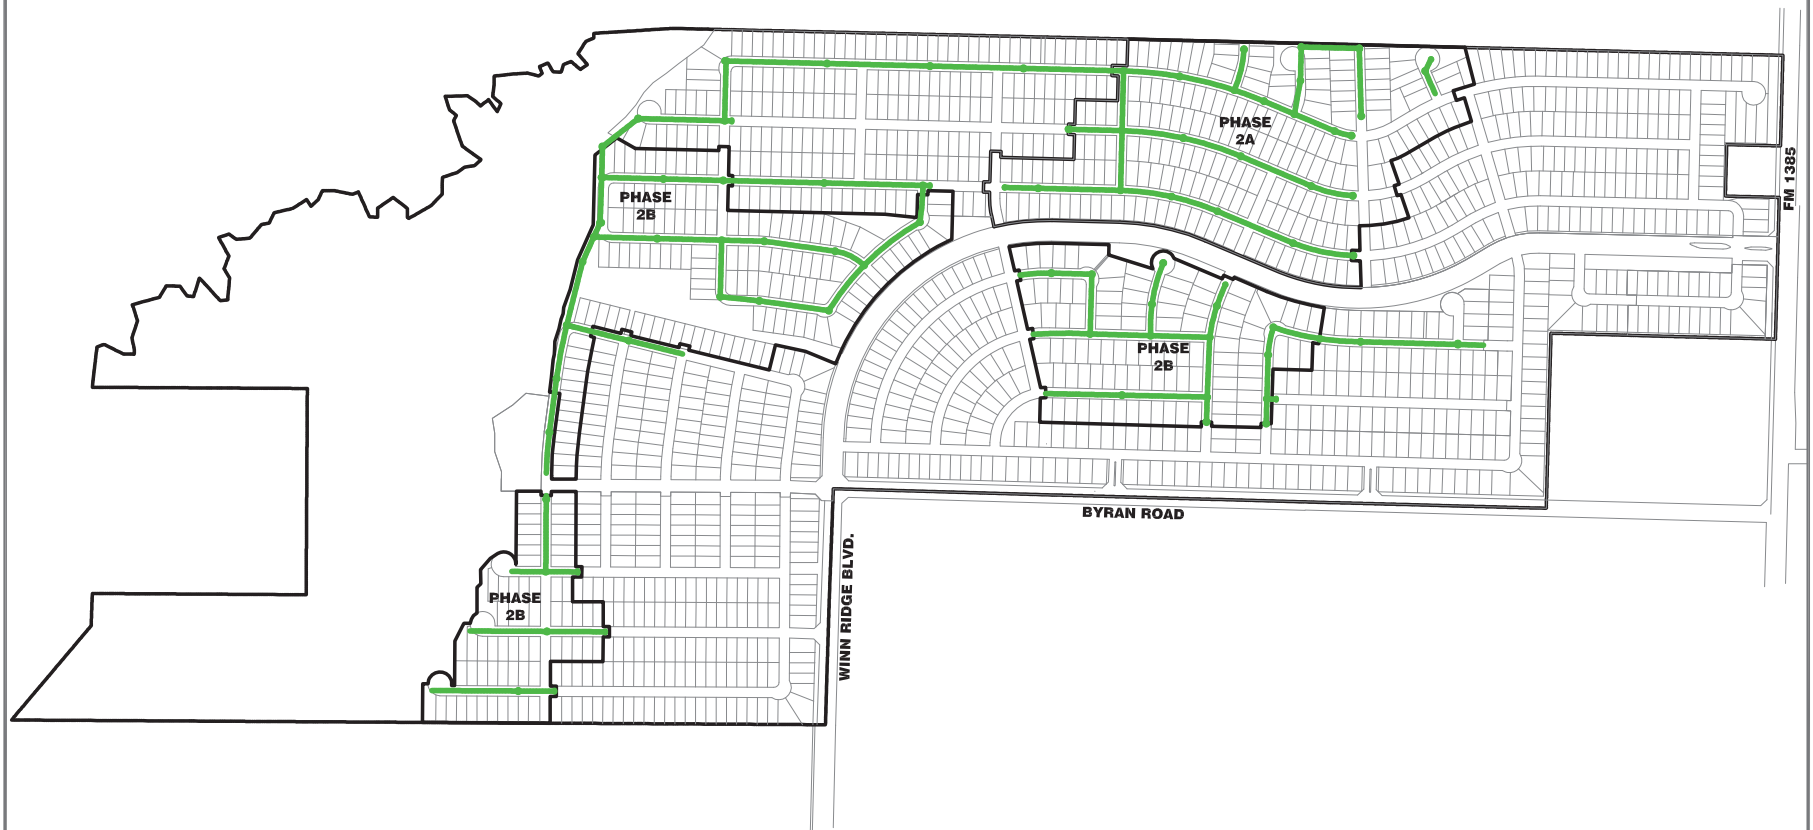 PHASE
2A
FM 1385
PHASE
2B
PHASE
2B
BYRAN ROAD
WINN RIDGE BLVD.
PHASE
2B